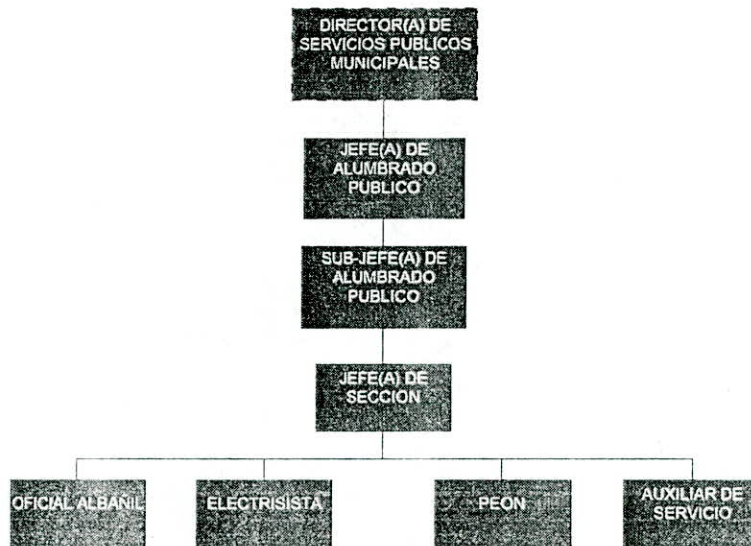 DIRECTOR(A) DE
SERVICIOS PUBLICOS
MUNICIPALES
JEFE(A) DE
ALUMBRADO
PUBLICO
SUB-JEFE(A) DE
ALUMBRADO
PUBLICO
JEFE(A) DE
SECCION
OFICIAL ALBAÑIL
ELECTRISISTA
PEON
AUXILIAR DE
SERVICIO